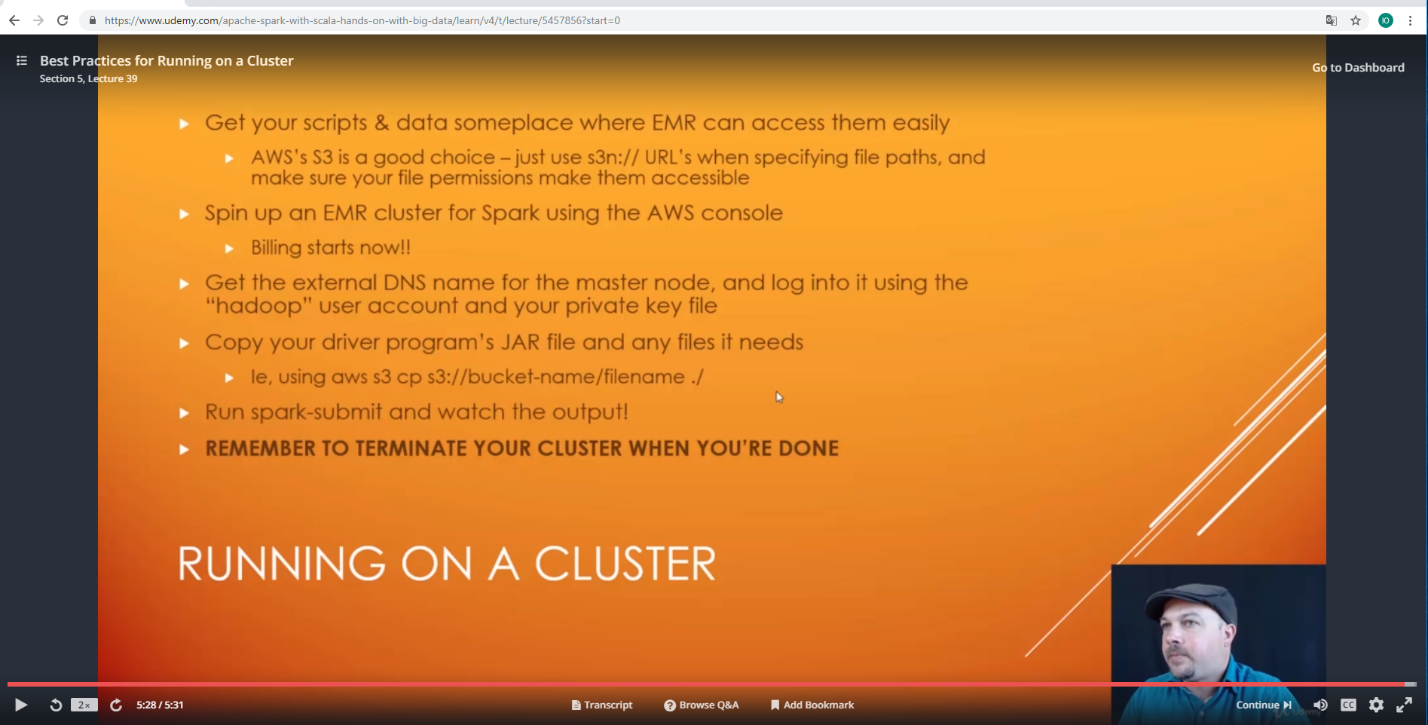 https://www.udemy.com/apache-spark-with-scala-hands-on-with-big-data/learn/v4/t/lecture/5457856?start=0
IO
Best Practices for Running on a Cluster
Section 5, Lecture 39
Go to Dashboard
Get your scripts & data someplace where EMR can access them easily
AWS's S3 is a good choice – just use s3n:// URL's when specifying file paths, and
make sure your file permissions make them accessible
Spin up an EMR cluster for Spark using the AWS console
Billing starts now!!
Get the external DNS name for the master node, and log into it using the
“hadoop” user account and your private key file
Copy your driver program's JAR file and any files it needs
Ie, using aws s3 cp s3://bucket-name/filename ./
Run spark-submit and watch the output!
REMEMBER TO TERMINATE YOUR CLUSTER WHEN YOU'RE DONE
RUNNING ON A CLUSTER
2×
5:28 / 5:31
Transcript
Browse Q&A
Add Bookmark
Continue
CC